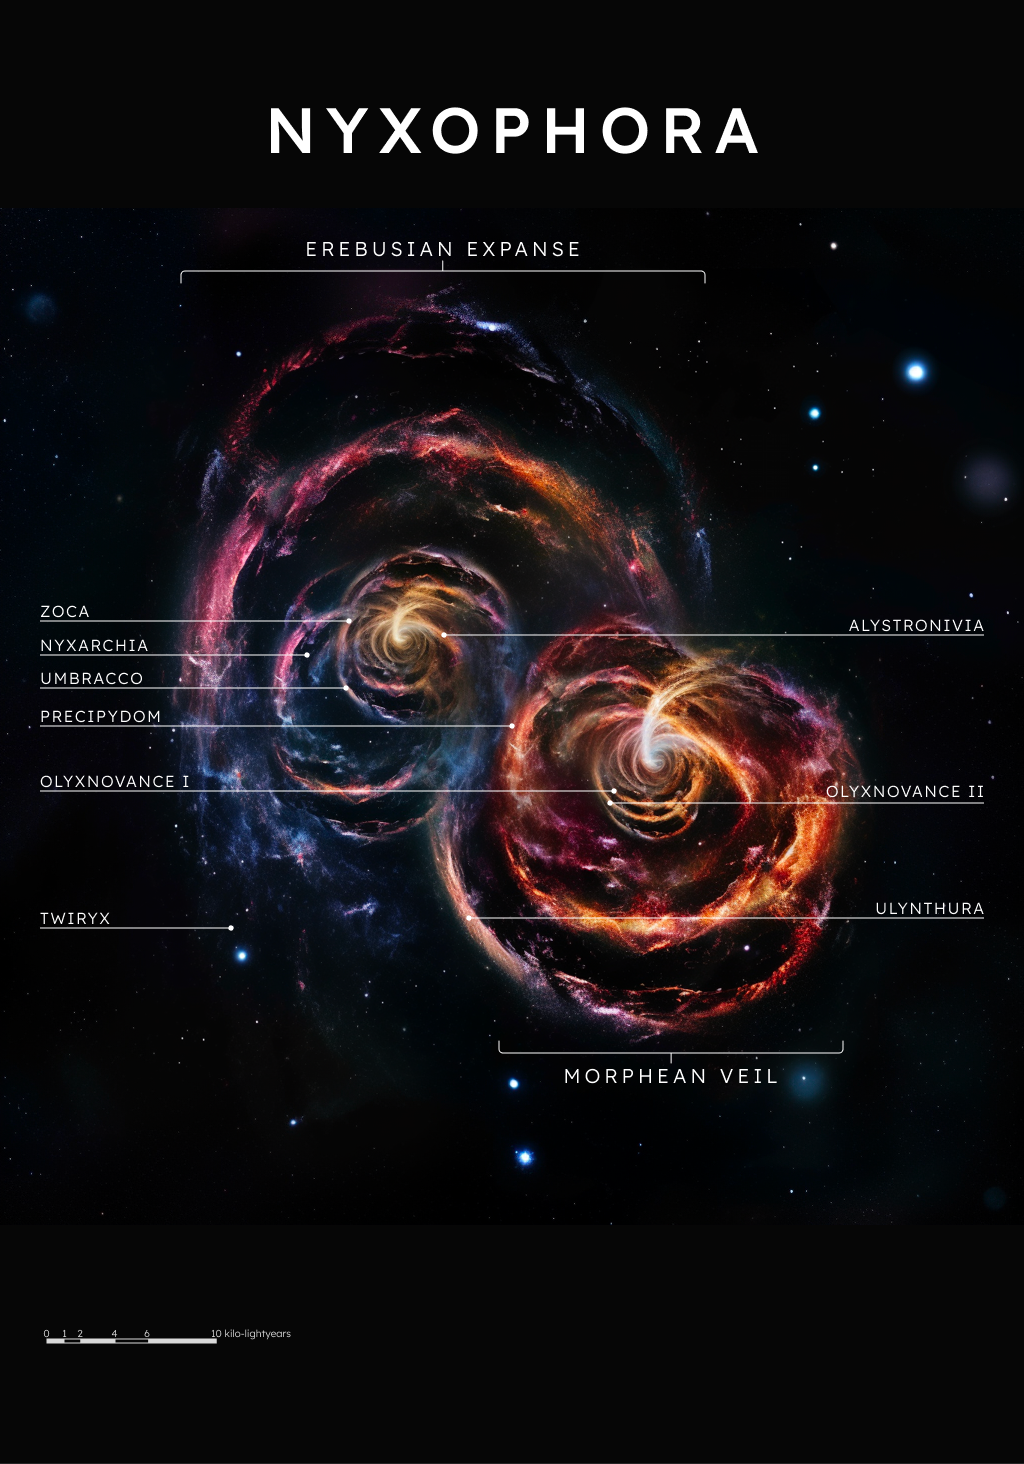 NYXOPHORA
EREBUSIAN EXPANSE
ZOCA
ALYSTRONIVIA
NYXARCHIA
UMBRACCO
PRECIPYDOM
OLYXNOVANCE I
OLYXNOVANCE II
ULYNTHURA
TWIRYX
MORPHEAN VEIL
0 1 2 4 6 10 kilo-lightyears